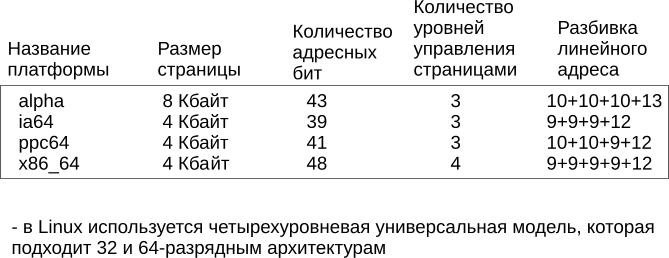 Название платформы
Размер страницы
Количество адресных бит
Количество уровней управления страницами
Разбивка линейного адреса
alpha 8 Кбайт 43 3 10+10+10+13
ia64 4 Кбайт 39 3 9+9+9+12
ppc64 4 Кбайт 41 3 10+10+9+12
x86_64 4 Кбайт 48 4 9+9+9+9+12
- в Linux используется четырехуровневая универсальная модель, которая
подходит 32 и 64-разрядным архитектурам